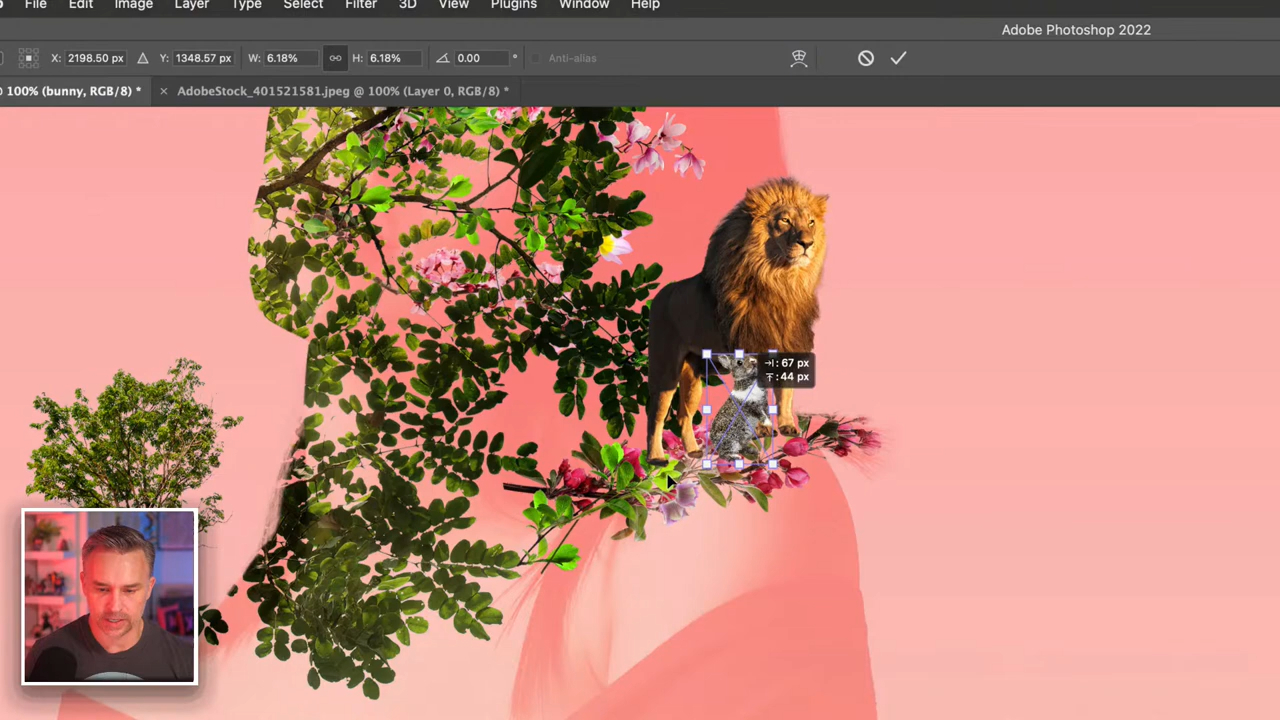 File Edit Image Layer Type Select Filter 3D View Plugins Window Help
Adobe Photoshop 2022
X: 2198.50 px Y: 1348.57 px W: 6.18% H: 6.18% 0.00 ° Anti-alias
@ 100% (bunny, RGB/8) * × AdobeStock_401521581.jpeg @ 100% (Layer 0, RGB/8) *
: 67 px
: 44 px